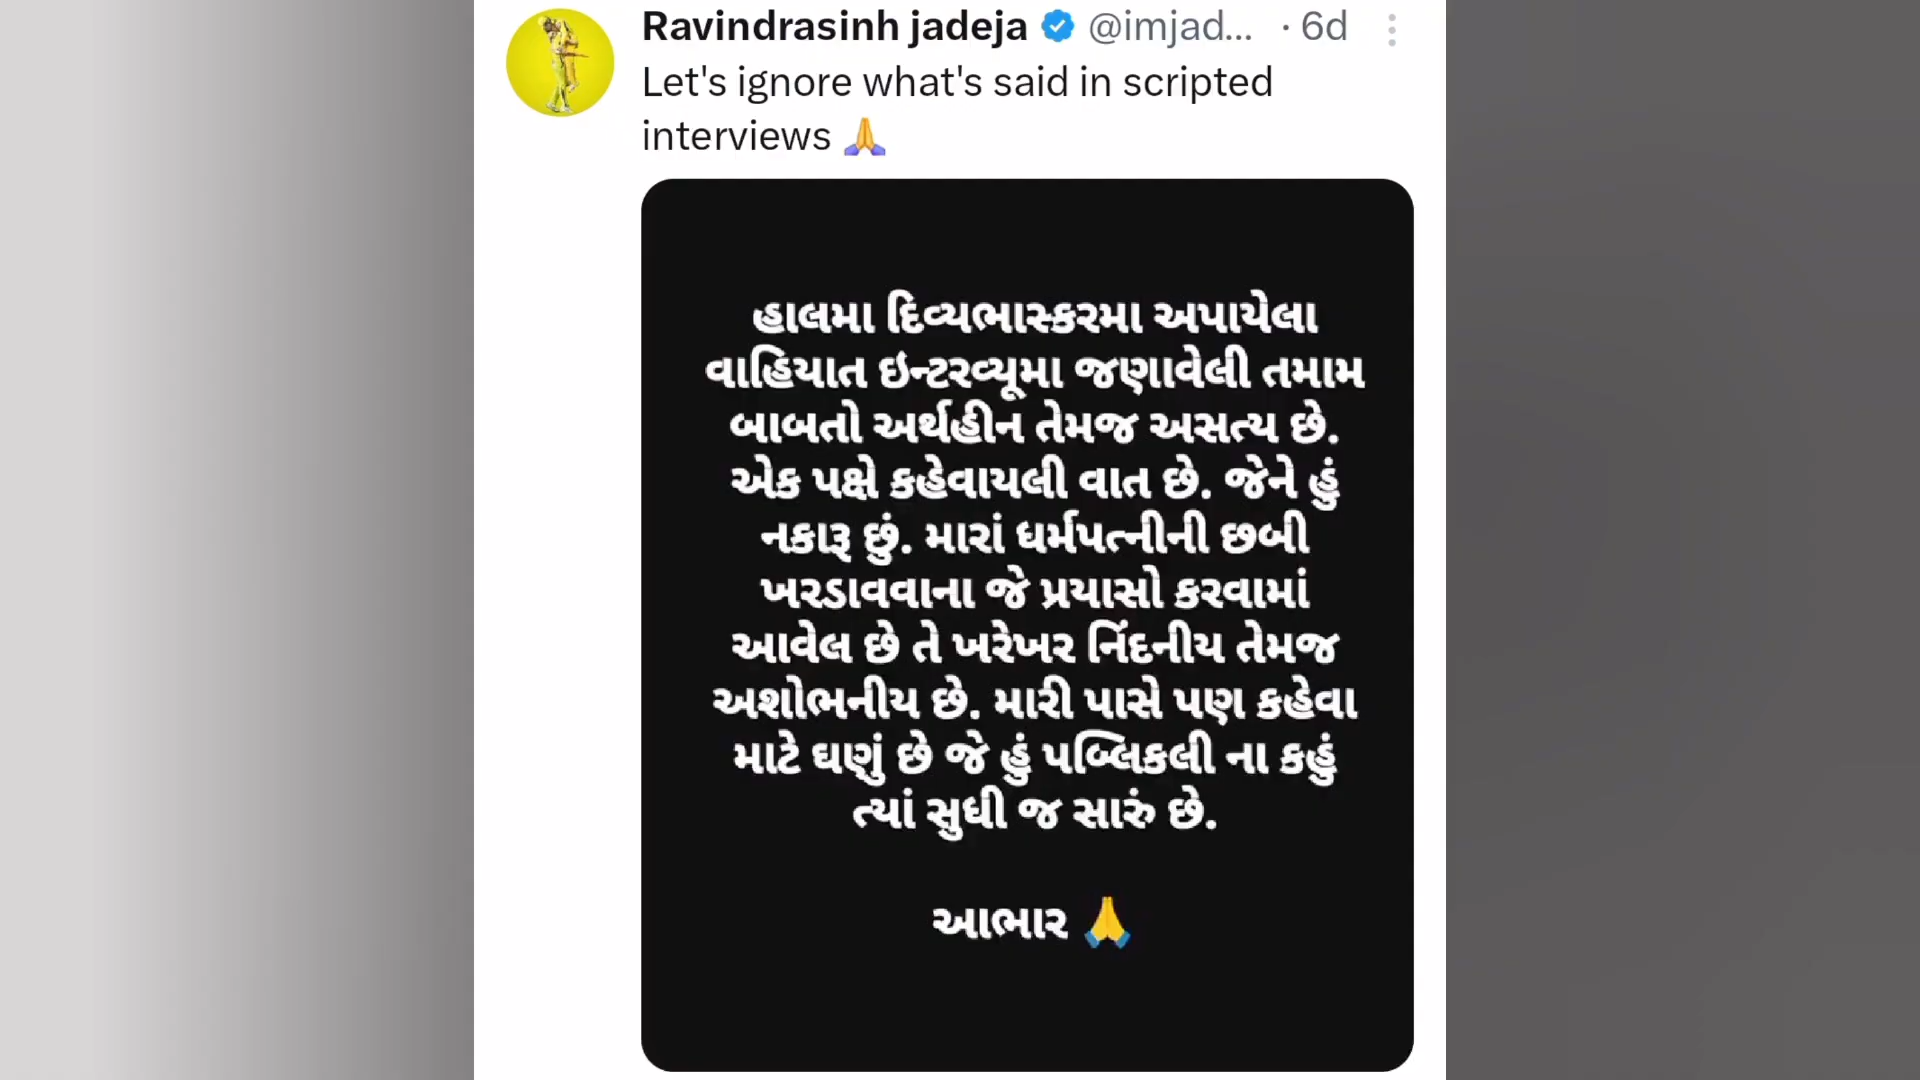 Ravindrasinh jadeja @imjad... · 6d
Let's ignore what's said in scripted
interviews 🙏
હાલમા દિવ્યભાસ્કરમા અપાયેલા
વાહિયાત ઇન્ટરવ્યૂમા જણાવેલી તમામ
બાબતો અર્થહીન તેમજ અસત્ય છે.
એક પક્ષે કહેવાયલી વાત છે. જેને હું
નકારૂ છું. મારાં ધર્મપત્નીની છબી
ખરડાવવાના જે પ્રયાસો કરવામાં
આવેલ છે તે ખરેખર નિંદનીય તેમજ
અશોભનીય છે. મારી પાસે પણ કહેવા
માટે ઘણું છે જે હું પબ્લિકલી ના કહું
ત્યાં સુધી જ સારું છે.
આભાર 🙏